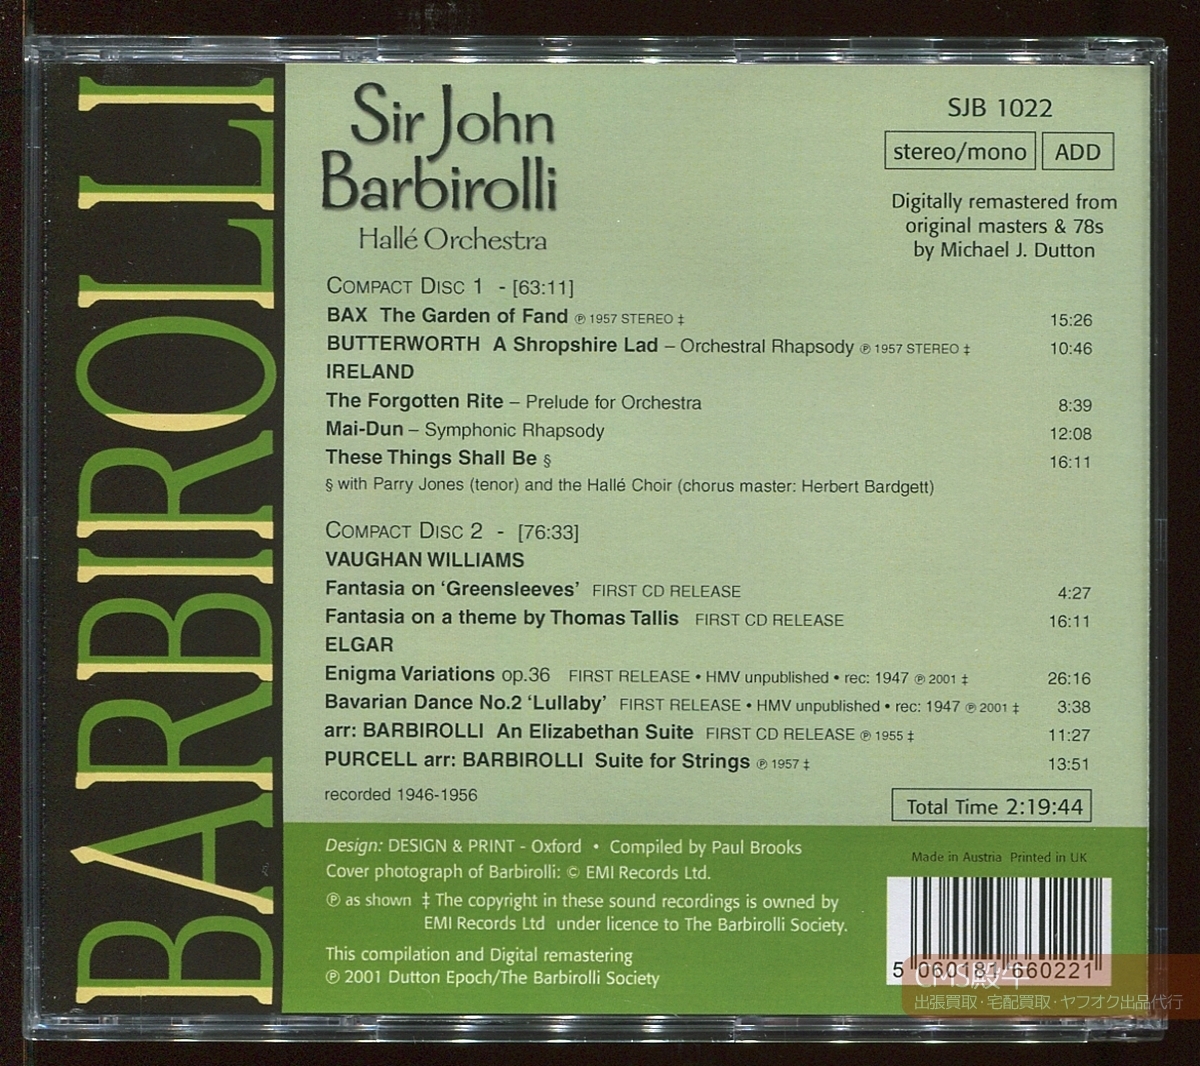 BARBIROLLI
Sir John
Barbirolli
Hallé Orchestra
SJB 1022
stereo/mono ADD
Digitally remastered from
original masters & 78s
by Michael J. Dutton
COMPACT DISC 1 - [63:11]
BAX The Garden of Fand ℗ 1957 STEREO ‡ 15:26
BUTTERWORTH A Shropshire Lad – Orchestral Rhapsody ℗ 1957 STEREO ‡ 10:46
IRELAND
The Forgotten Rite – Prelude for Orchestra 8:39
Mai-Dun – Symphonic Rhapsody 12:08
These Things Shall Be § 16:11
§ with Parry Jones (tenor) and the Hallé Choir (chorus master: Herbert Bardgett)
COMPACT DISC 2 - [76:33]
VAUGHAN WILLIAMS
Fantasia on ‘Greensleeves’ FIRST CD RELEASE 4:27
Fantasia on a theme by Thomas Tallis FIRST CD RELEASE 16:11
ELGAR
Enigma Variations op.36 FIRST RELEASE • HMV unpublished • rec: 1947 ℗ 2001 ‡ 26:16
Bavarian Dance No.2 ‘Lullaby’ FIRST RELEASE • HMV unpublished • rec: 1947 ℗ 2001 ‡ 3:38
arr: BARBIROLLI An Elizabethan Suite FIRST CD RELEASE ℗ 1955 ‡ 11:27
PURCELL arr: BARBIROLLI Suite for Strings ℗ 1957 ‡ 13:51
recorded 1946-1956
Total Time 2:19:44
Design: DESIGN & PRINT - Oxford • Compiled by Paul Brooks
Cover photograph of Barbirolli: © EMI Records Ltd.
℗ as shown ‡ The copyright in these sound recordings is owned by
EMI Records Ltd under licence to The Barbirolli Society.
This compilation and Digital remastering
℗ 2001 Dutton Epoch/The Barbirolli Society
Made in Austria Printed in UK
5 060181 660221
CMS殿牛
出張買取·宅配買取·ヤフオク出品代行